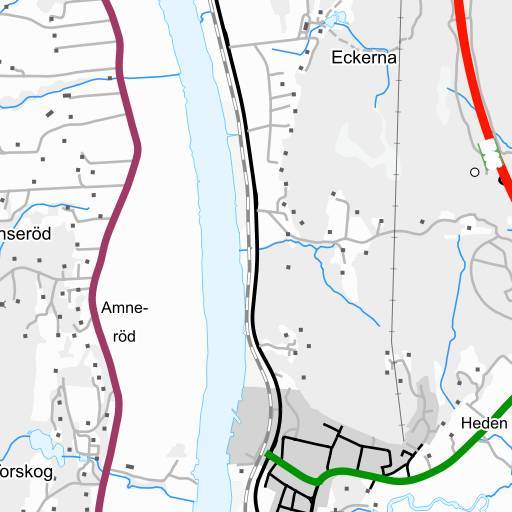 Eckerna
nseröd
Amne-
röd
Heden
orskog